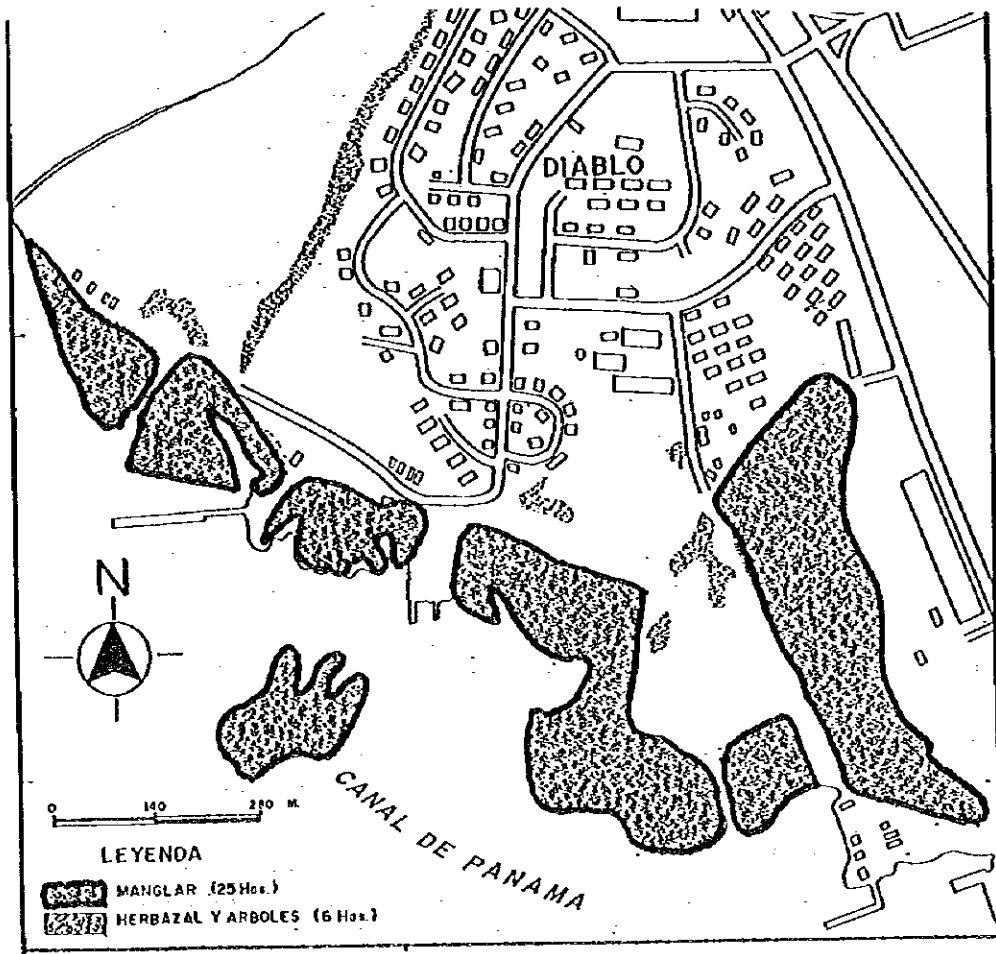 DIABLO
N
CANAL DE PANAMA
0 140 280 M.
LEYENDA
MANGLAR (25 Has.)
HERBAZAL Y ARBOLES (6 Has.)